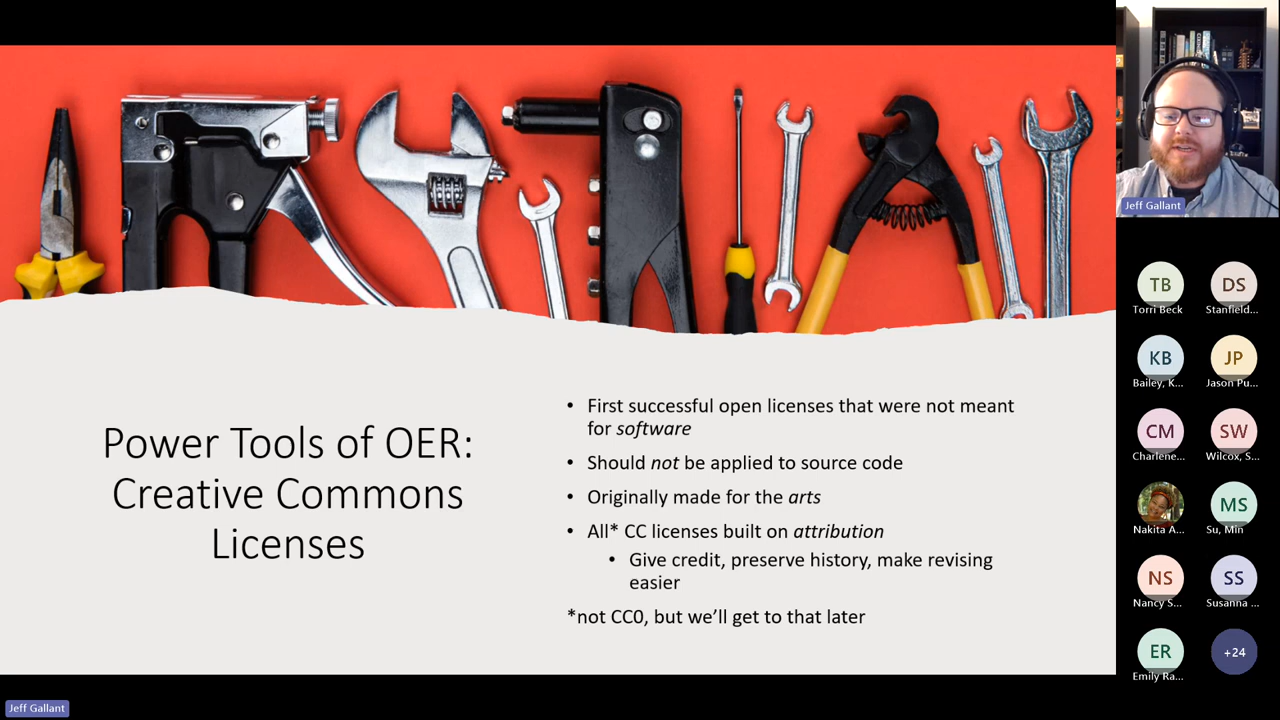 Power Tools of OER:
Creative Commons
Licenses
• First successful open licenses that were not meant
for software
• Should not be applied to source code
• Originally made for the arts
• All* CC licenses built on attribution
• Give credit, preserve history, make revising
easier
*not CC0, but we’ll get to that later
Jeff Gallant
TB
Torri Beck
DS
Stanfield...
KB
Bailey, K...
JP
Jason Pu...
CM
Charlene...
SW
Wilcox, S...
Nakita A...
MS
Su, Min
NS
Nancy S...
SS
Susanna ...
ER
Emily Ra...
+24
Jeff Gallant